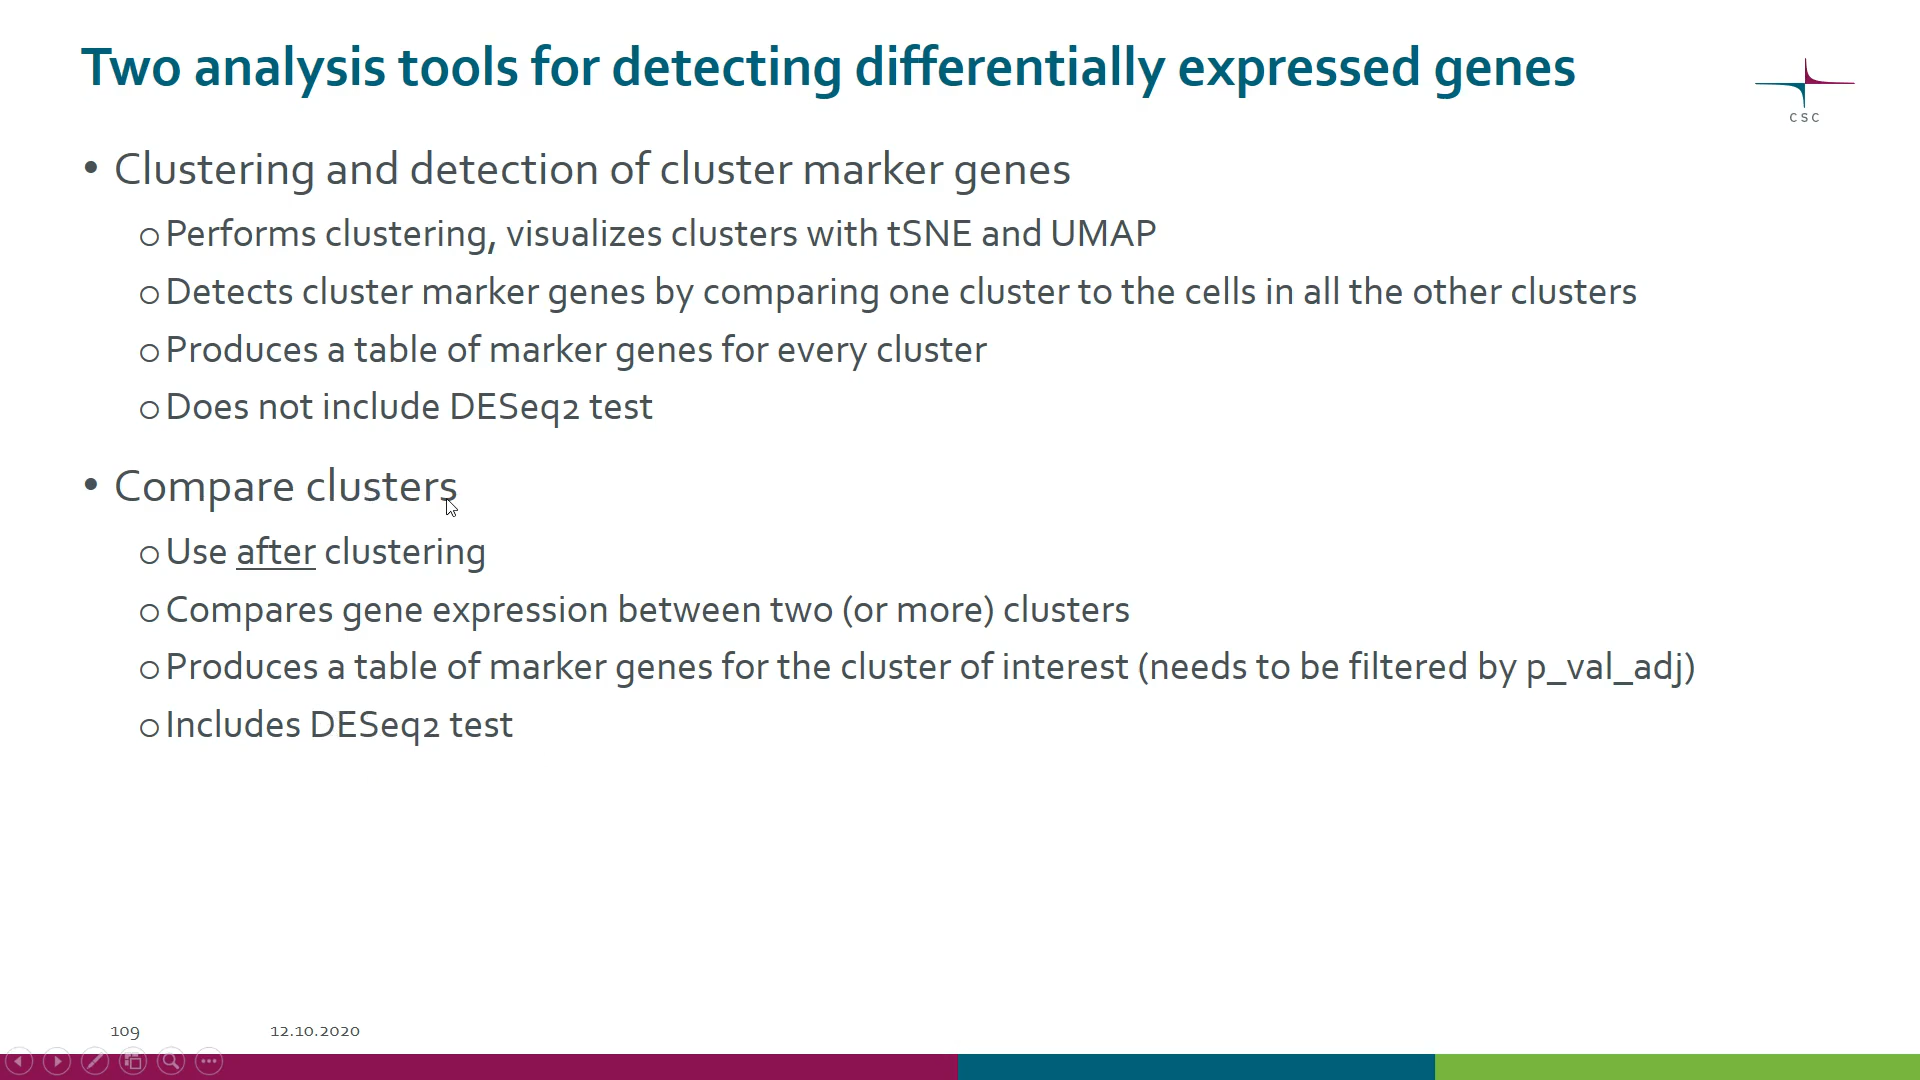 Two analysis tools for detecting differentially expressed genes
CSC
• Clustering and detection of cluster marker genes
o Performs clustering, visualizes clusters with tSNE and UMAP
o Detects cluster marker genes by comparing one cluster to the cells in all the other clusters
o Produces a table of marker genes for every cluster
o Does not include DESeq2 test
• Compare clusters
o Use after clustering
o Compares gene expression between two (or more) clusters
o Produces a table of marker genes for the cluster of interest (needs to be filtered by p_val_adj)
o Includes DESeq2 test
109 12.10.2020